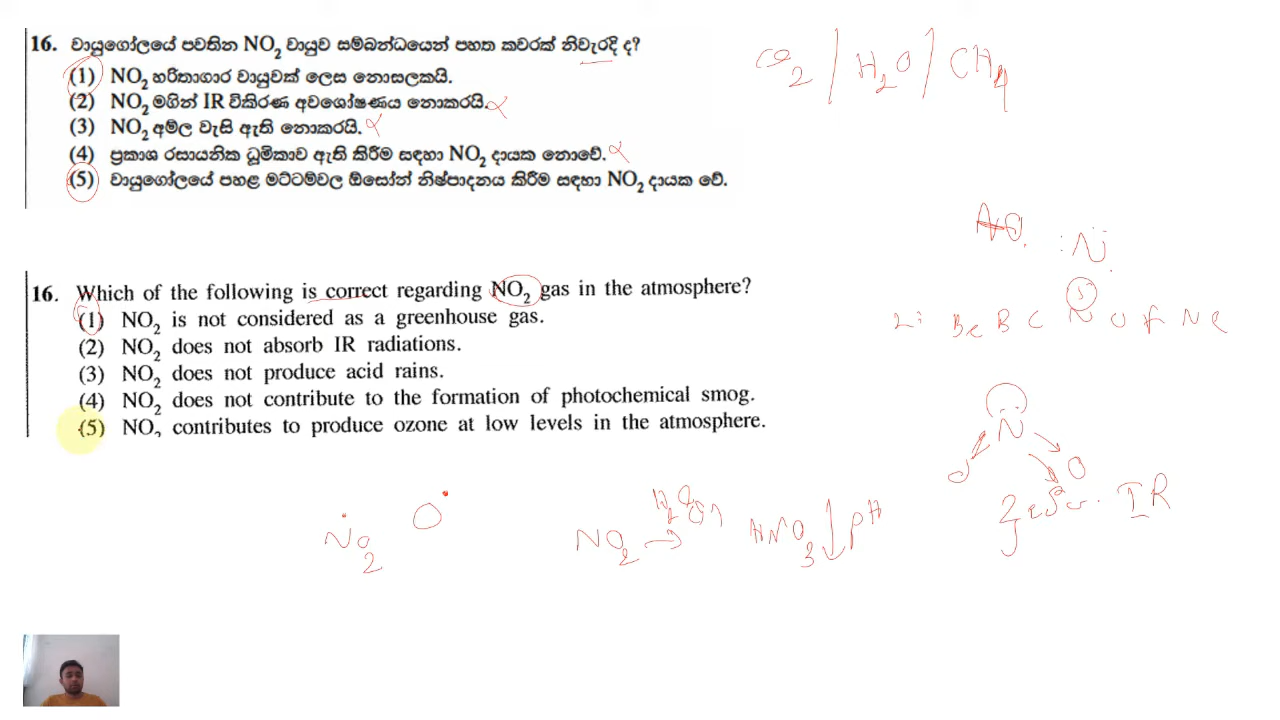 16. වායුගෝලයේ පවතින NO2 වායුව සම්බන්ධයෙන් පහත කවරක් නිවැරදි ද?
(1) NO2 හරිතාගාර වායුවක් ලෙස නොසලකයි.
(2) NO2 මගින් IR විකිරණ අවශෝෂණය නොකරයි.
(3) NO2 අම්ල වැසි ඇති නොකරයි.
(4) ප්‍රකාශ රසායනික ධූමිකාව ඇති කිරීම සඳහා NO2 දායක නොවේ.
(5) වායුගෝලයේ පහළ මට්ටම්වල ඕසෝන් නිෂ්පාදනය කිරීම සඳහා NO2 දායක වේ.
CO2 / H2O / CH4
16. Which of the following is correct regarding NO2 gas in the atmosphere?
(1) NO2 is not considered as a greenhouse gas.
(2) NO2 does not absorb IR radiations.
(3) NO2 does not produce acid rains.
(4) NO2 does not contribute to the formation of photochemical smog.
(5) NO2 contributes to produce ozone at low levels in the atmosphere.
N
5
Be B C N O F Ne
N
O
IR
NO2 O
NO2 → HNO3 ↓ pH